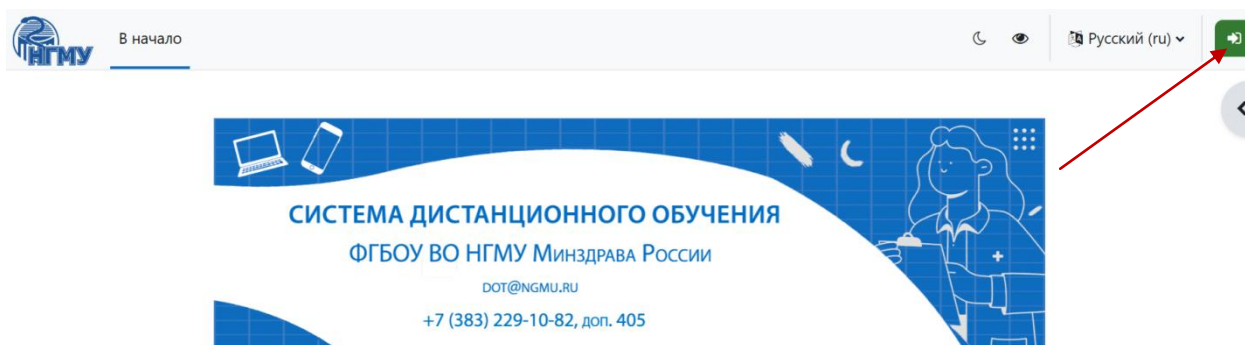 НГМУ
В начало
Русский (ru)
СИСТЕМА ДИСТАНЦИОННОГО ОБУЧЕНИЯ
ФГБОУ ВО НГМУ Минздрава России
DOT@NGMU.RU
+7 (383) 229-10-82, доп. 405